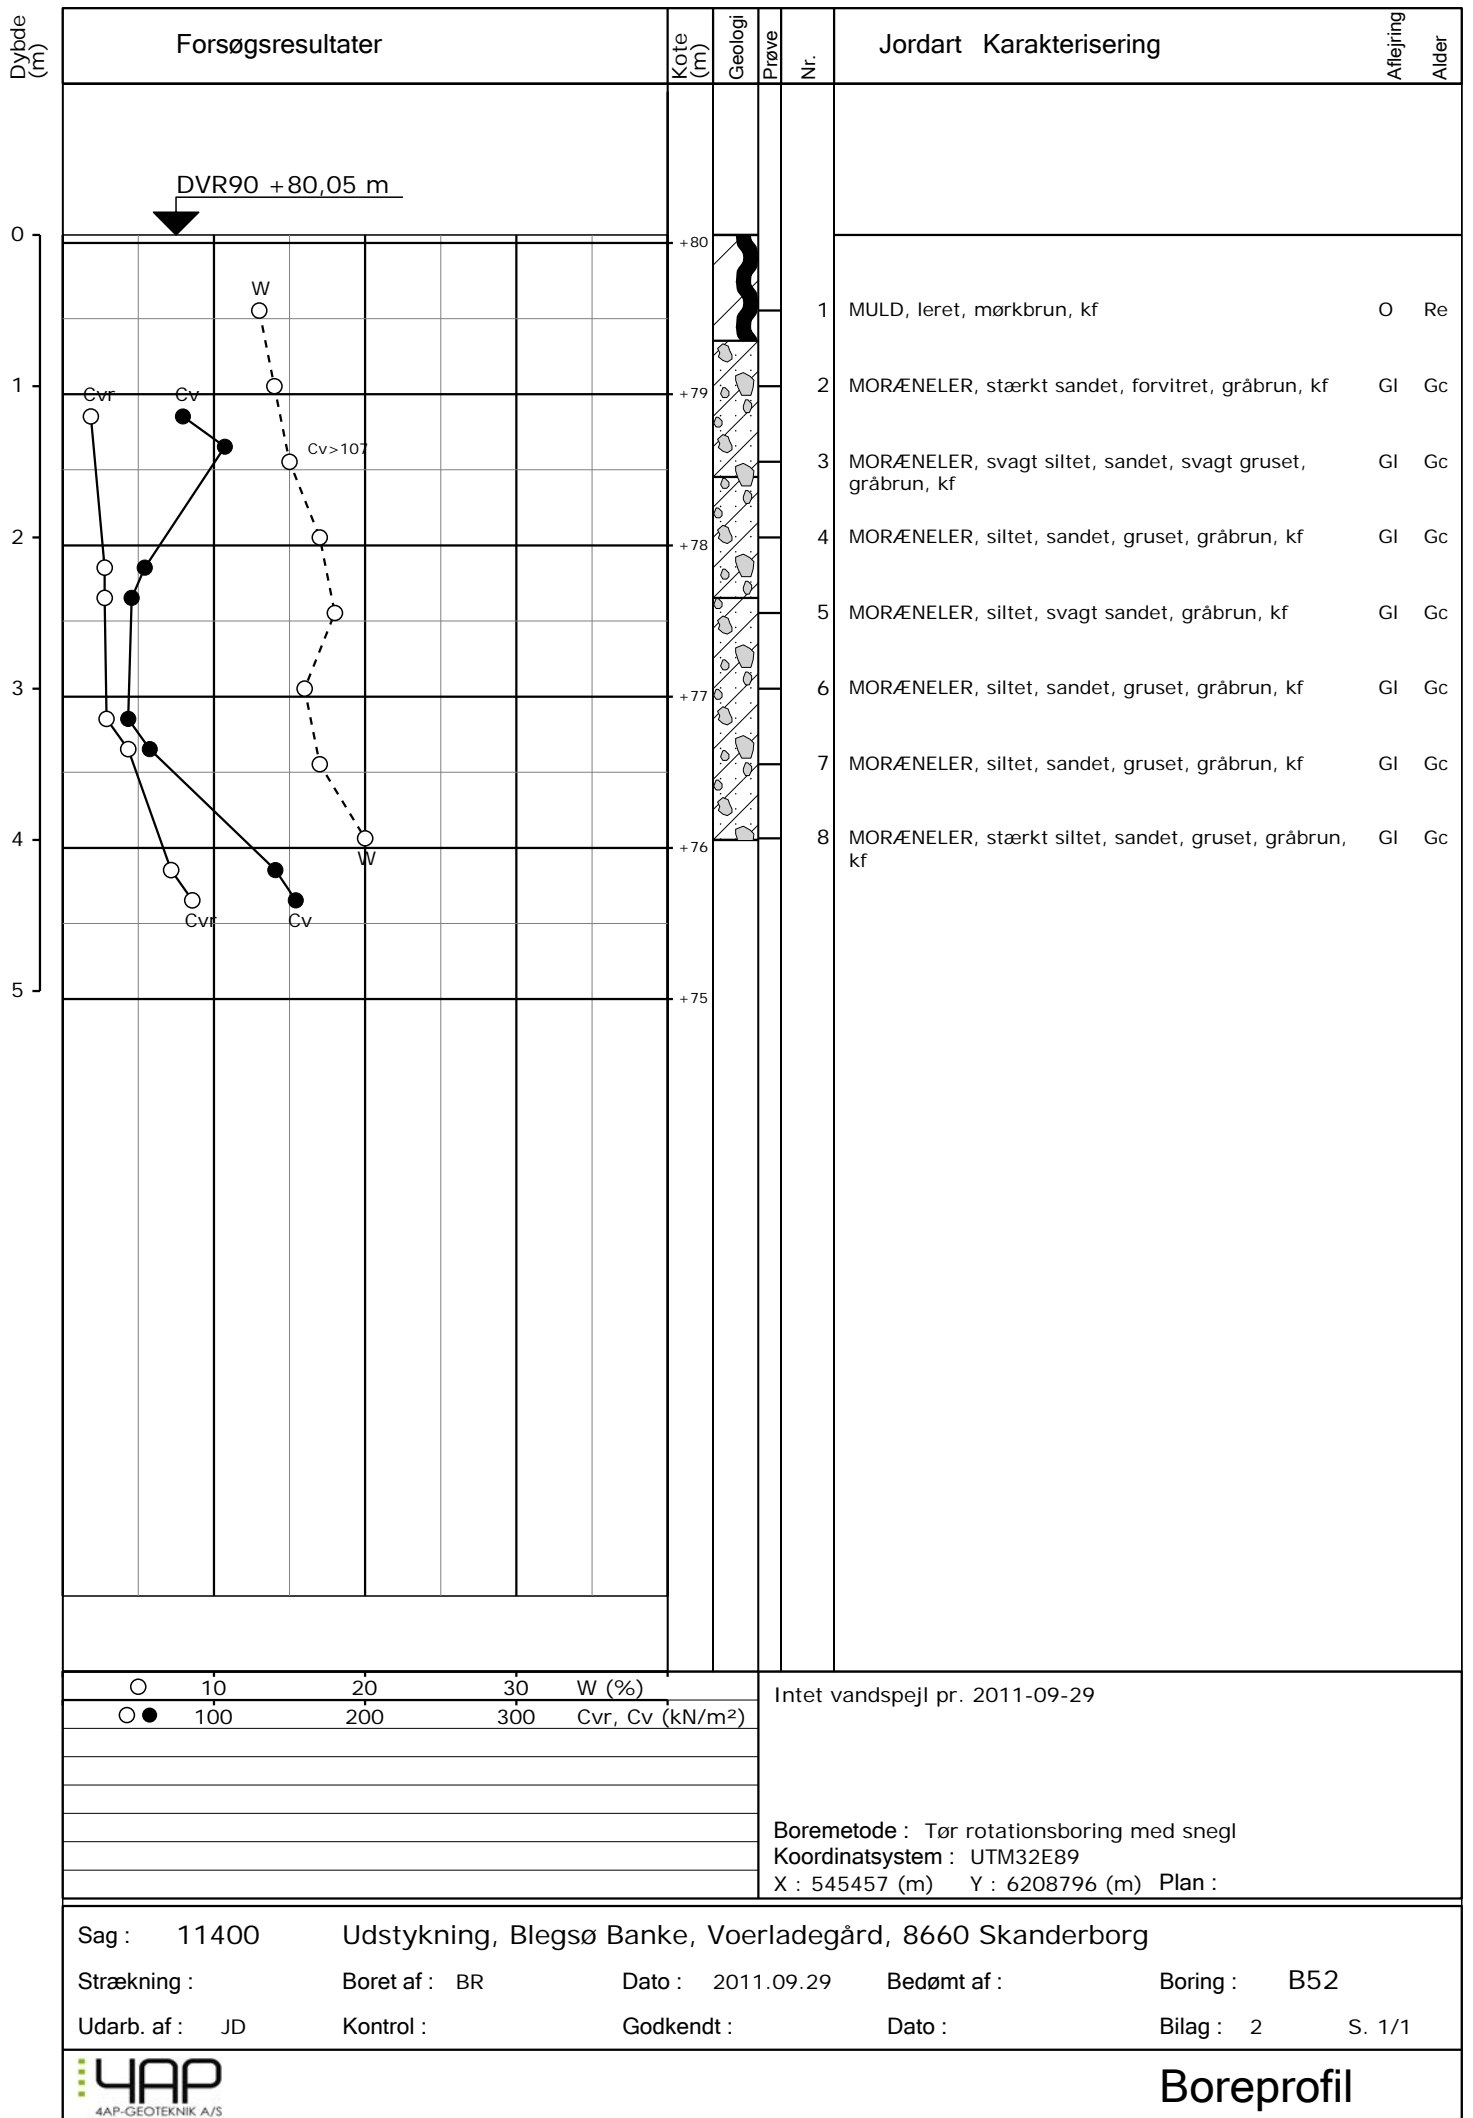 Dybde (m)
Forsøgsresultater
Kote (m)
Geologi
Prøve
Nr.
Jordart Karakterisering
Aflejring
Alder
DVR90 +80,05 m
0
+80
W
1 MULD, leret, mørkbrun, kf O Re
1
Cvr
Cv
+79
2 MORÆNELER, stærkt sandet, forvitret, gråbrun, kf Gl Gc
Cv>107
3 MORÆNELER, svagt siltet, sandet, svagt gruset, Gl Gc
gråbrun, kf
2
+78
4 MORÆNELER, siltet, sandet, gruset, gråbrun, kf Gl Gc
5 MORÆNELER, siltet, svagt sandet, gråbrun, kf Gl Gc
3
+77
6 MORÆNELER, siltet, sandet, gruset, gråbrun, kf Gl Gc
7 MORÆNELER, siltet, sandet, gruset, gråbrun, kf Gl Gc
4
+76
W
8 MORÆNELER, stærkt siltet, sandet, gruset, gråbrun, Gl Gc
kf
Cvr
Cv
5
+75
10 20 30 W (%)
100 200 300 Cvr, Cv (kN/m²)
Intet vandspejl pr. 2011-09-29
Boremetode : Tør rotationsboring med snegl
Koordinatsystem : UTM32E89
X : 545457 (m) Y : 6208796 (m) Plan :
Sag : 11400 Udstykning, Blegsø Banke, Voerladegård, 8660 Skanderborg
Strækning : Boret af : BR Dato : 2011.09.29 Bedømt af : Boring : B52
Udarb. af : JD Kontrol : Godkendt : Dato : Bilag : 2 S. 1/1
4AP
4AP-GEOTEKNIK A/S
Boreprofil